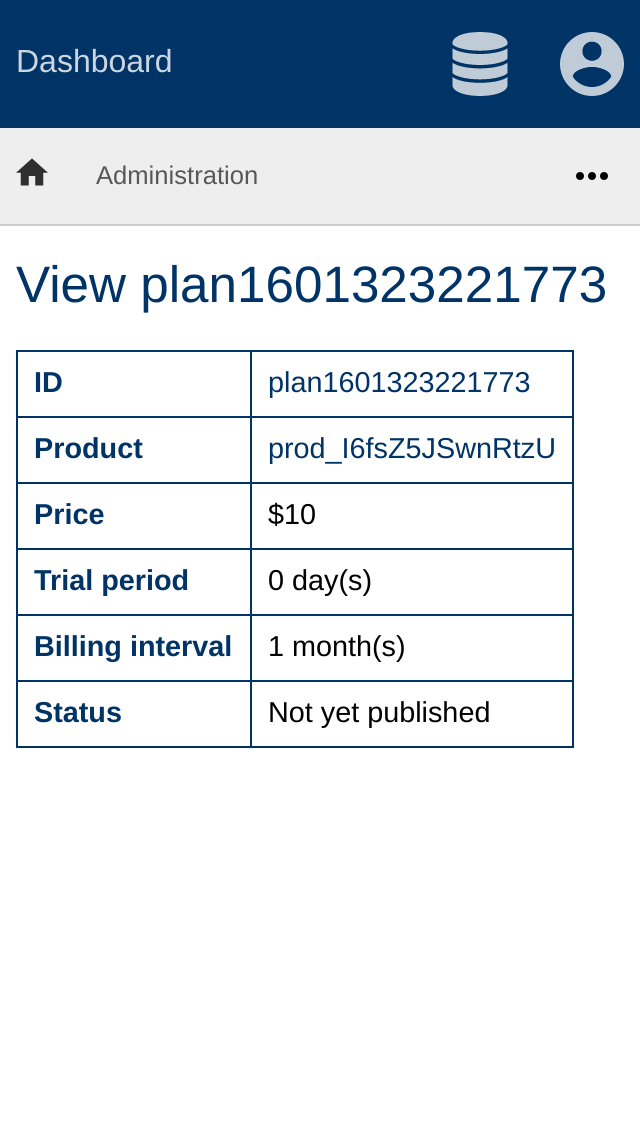 Dashboard
Administration
View plan1601323221773
ID plan1601323221773
Product prod_I6fsZ5JSwnRtzU
Price $10
Trial period 0 day(s)
Billing interval 1 month(s)
Status Not yet published